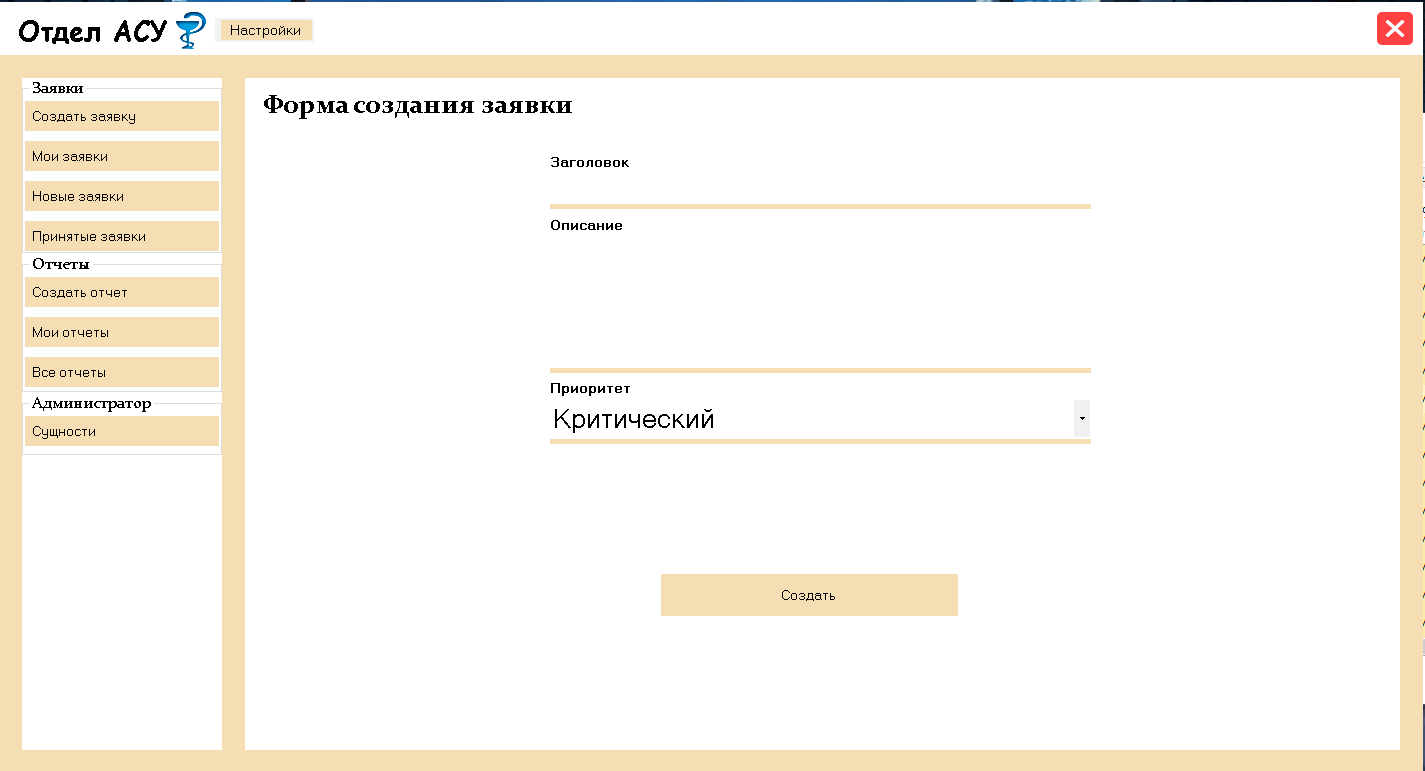 Отдел АСУ
Настройки
Заявки
Создать заявку
Мои заявки
Новые заявки
Принятые заявки
Отчеты
Создать отчет
Мои отчеты
Все отчеты
Администратор
Сущности
Форма создания заявки
Заголовок
Описание
Приоритет
Критический
Создать